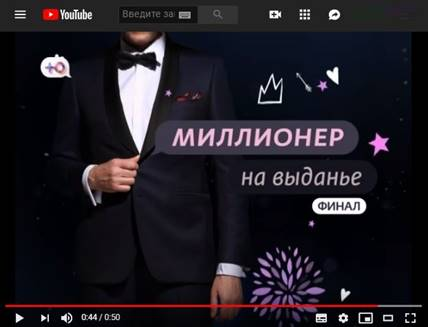 YouTube
Введите за
Ю
МИЛЛИОНЕР
на выданье
ФИНАЛ
0:44 / 0:50